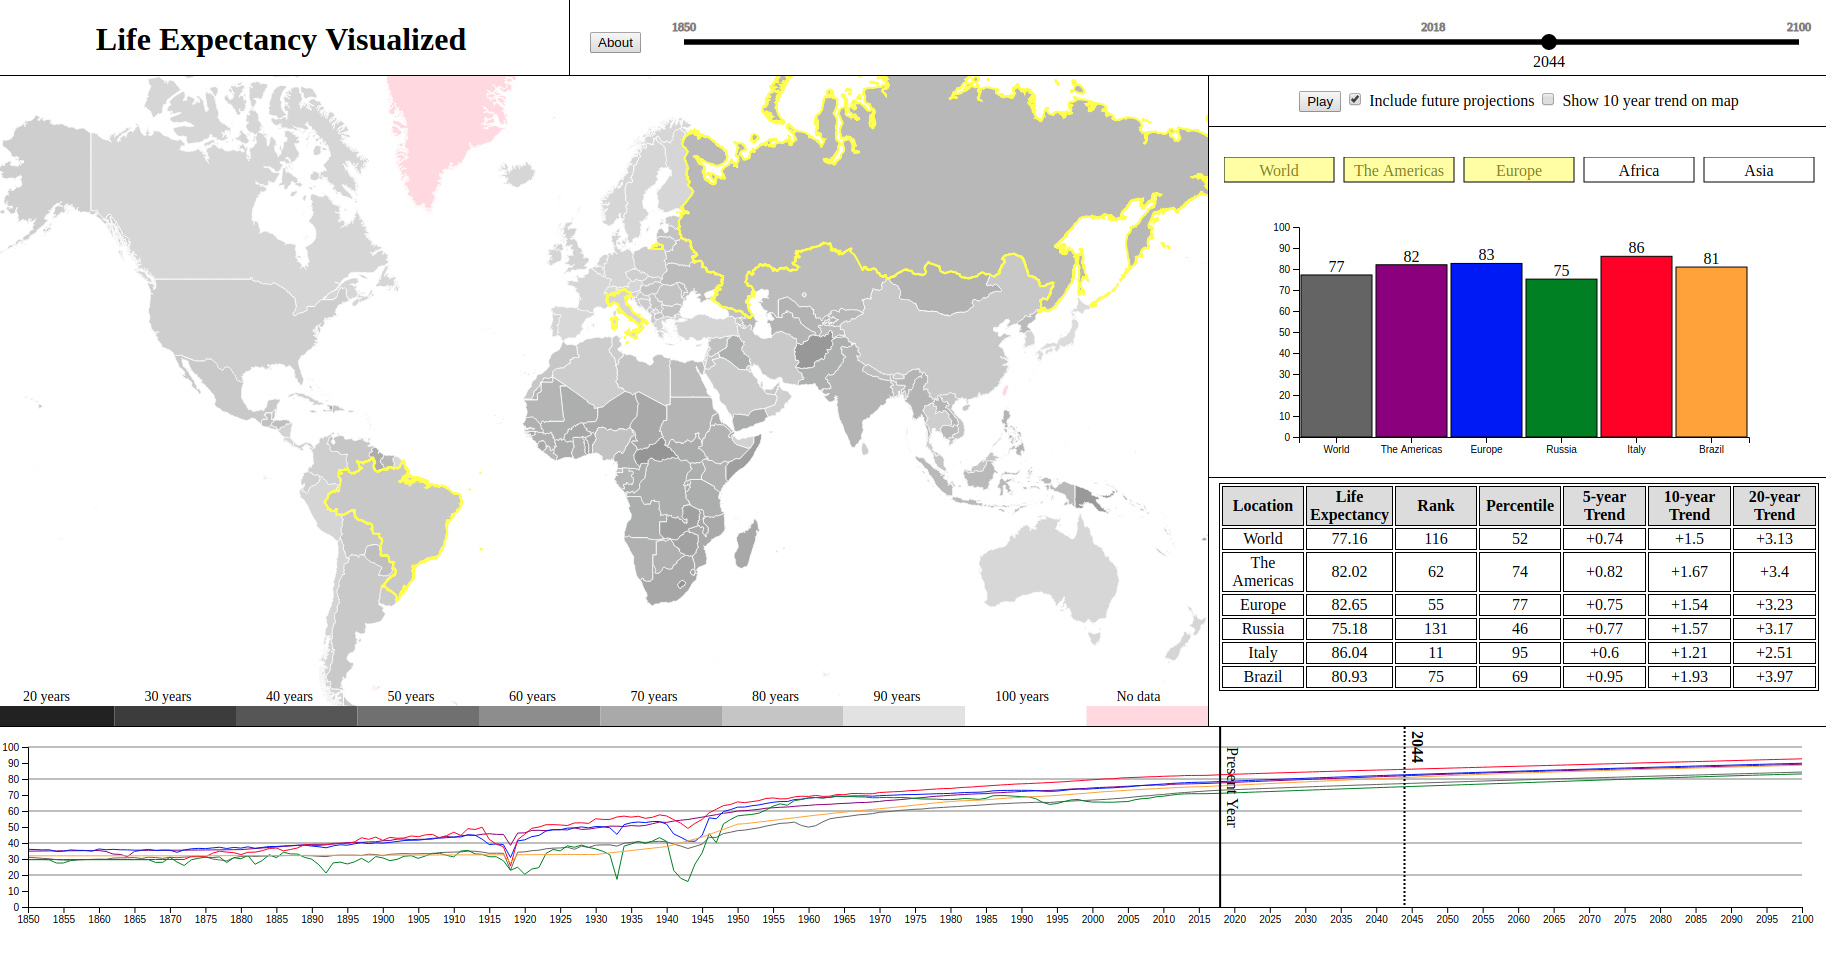 Life Expectancy Visualized
About
1850 2018 2100
2044
Play Include future projections Show 10 year trend on map
World The Americas Europe Africa Asia
100
90
80
70
60
50
40
30
20
10
0
77 82 83 75 86 81
World The Americas Europe Russia Italy Brazil
Location Life Expectancy Rank Percentile 5-year Trend 10-year Trend 20-year Trend
World 77.16 116 52 +0.74 +1.5 +3.13
The Americas 82.02 62 74 +0.82 +1.67 +3.4
Europe 82.65 55 77 +0.75 +1.54 +3.23
Russia 75.18 131 46 +0.77 +1.57 +3.17
Italy 86.04 11 95 +0.6 +1.21 +2.51
Brazil 80.93 75 69 +0.95 +1.93 +3.97
20 years 30 years 40 years 50 years 60 years 70 years 80 years 90 years 100 years No data
100
90
80
70
60
50
40
30
20
10
0
Present Year
2044
1850 1855 1860 1865 1870 1875 1880 1885 1890 1895 1900 1905 1910 1915 1920 1925 1930 1935 1940 1945 1950 1955 1960 1965 1970 1975 1980 1985 1990 1995 2000 2005 2010 2015 2020 2025 2030 2035 2040 2045 2050 2055 2060 2065 2070 2075 2080 2085 2090 2095 2100